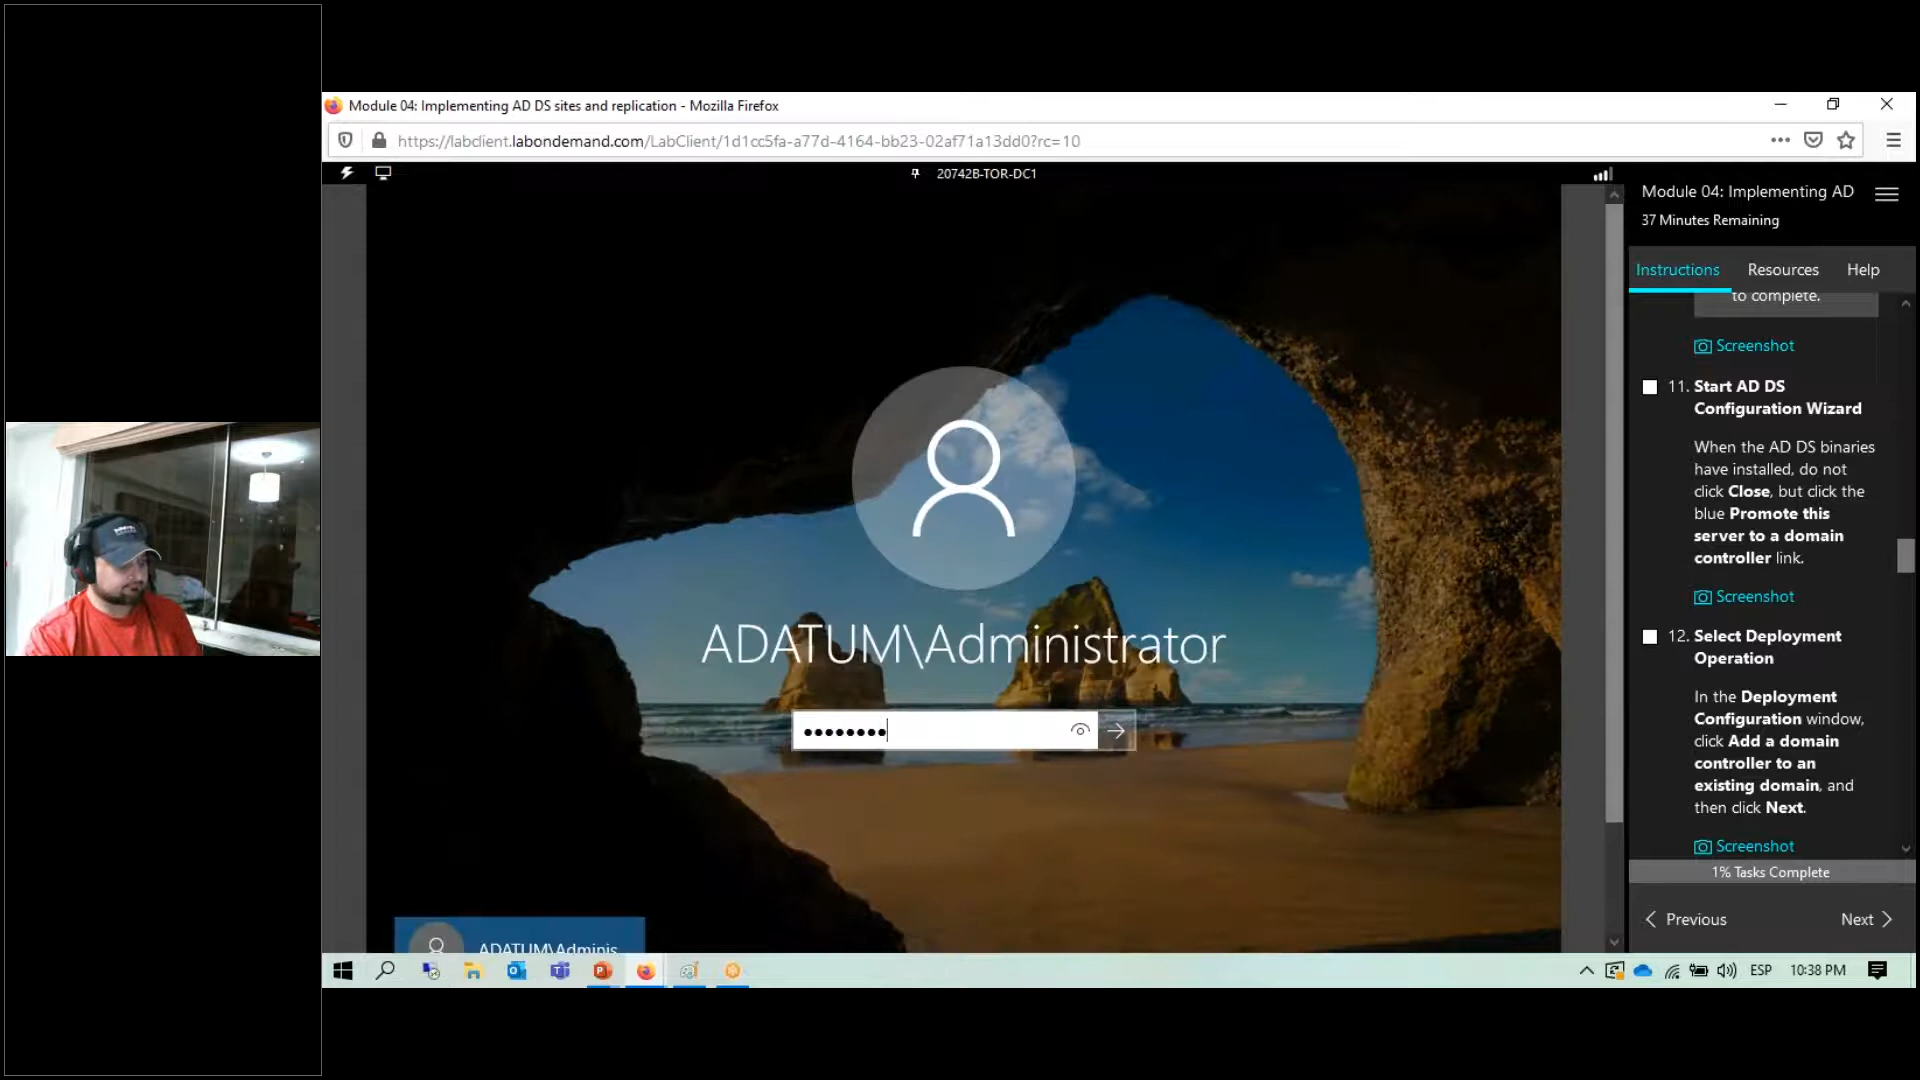 Module 04: Implementing AD DS sites and replication - Mozilla Firefox
https://labclient.labondemand.com/LabClient/1d1cc5fa-a77d-4164-bb23-02af71a13dd0?rc=10
20742B-TOR-DC1
ADATUM\Administrator
ADATUM\Adminis
Module 04: Implementing AD
37 Minutes Remaining
Instructions Resources Help
to complete.
Screenshot
11. Start AD DS
Configuration Wizard
When the AD DS binaries
have installed, do not
click Close, but click the
blue Promote this
server to a domain
controller link.
Screenshot
12. Select Deployment
Operation
In the Deployment
Configuration window,
click Add a domain
controller to an
existing domain, and
then click Next.
Screenshot
1% Tasks Complete
Previous Next
ESP 10:38 PM